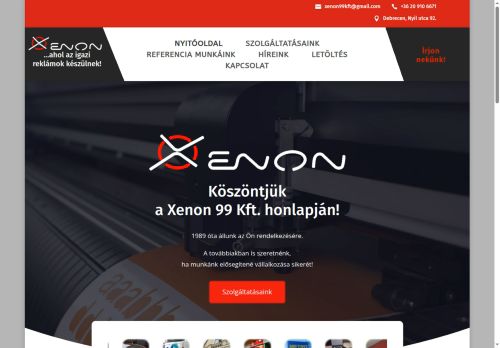 xenon99kft@gmail.com
+36 20 910 6671
Debrecen, Nyíl utca 92.
XENON
...ahol az igazi
reklámok készülnek!
NYITÓOLDAL
SZOLGÁLTATÁSAINK
REFERENCIA MUNKÁINK
HÍREINK
LETÖLTÉS
KAPCSOLAT
Írjon
nekünk!
XENON
Köszöntjük
a Xenon 99 Kft. honlapján!
1989 óta állunk az Ön rendelkezésére.
A továbbiakban is szeretnénk,
ha munkánk elősegítené vállalkozása sikerét!
Szolgáltatásaink